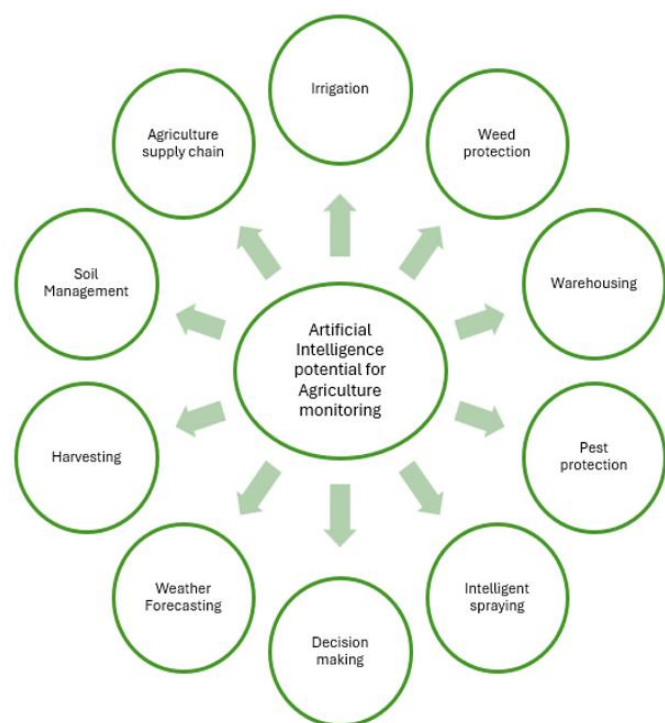 Irrigation
Agriculture
supply chain
Weed
protection
Soil
Management
Warehousing
Artificial
Intelligence
potential for
Agriculture
monitoring
Harvesting
Pest
protection
Weather
Forecasting
Intelligent
spraying
Decision
making